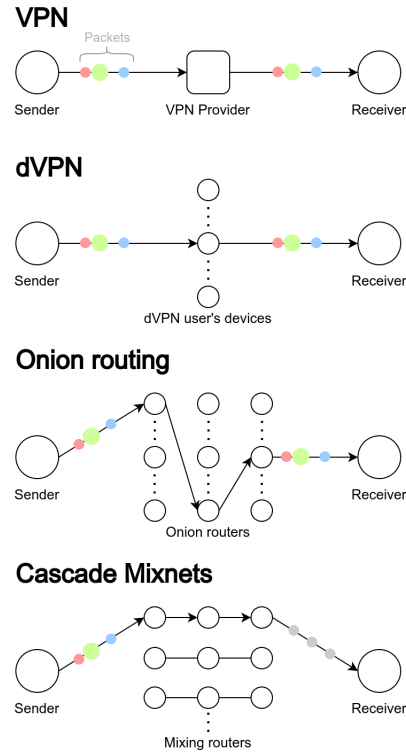 VPN
Packets
Sender
VPN Provider
Receiver
dVPN
Sender
Receiver
dVPN user's devices
Onion routing
Sender
Receiver
Onion routers
Cascade Mixnets
Sender
Receiver
Mixing routers